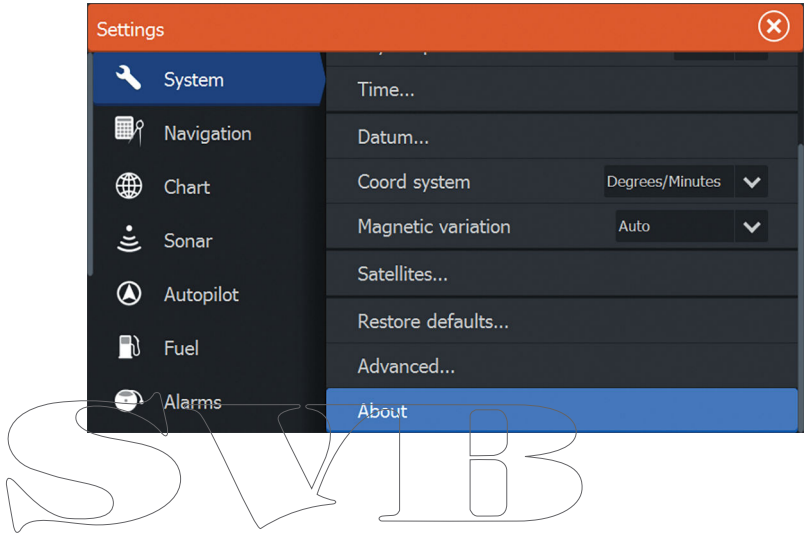 Settings
System
Navigation
Chart
Sonar
Autopilot
Fuel
Alarms
Time...
Datum...
Coord system Degrees/Minutes
Magnetic variation Auto
Satellites...
Restore defaults...
Advanced...
About
SVB